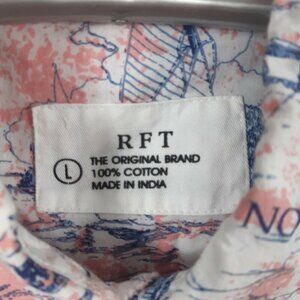 RFT
L
THE ORIGINAL BRAND
100% COTTON
MADE IN INDIA
NO